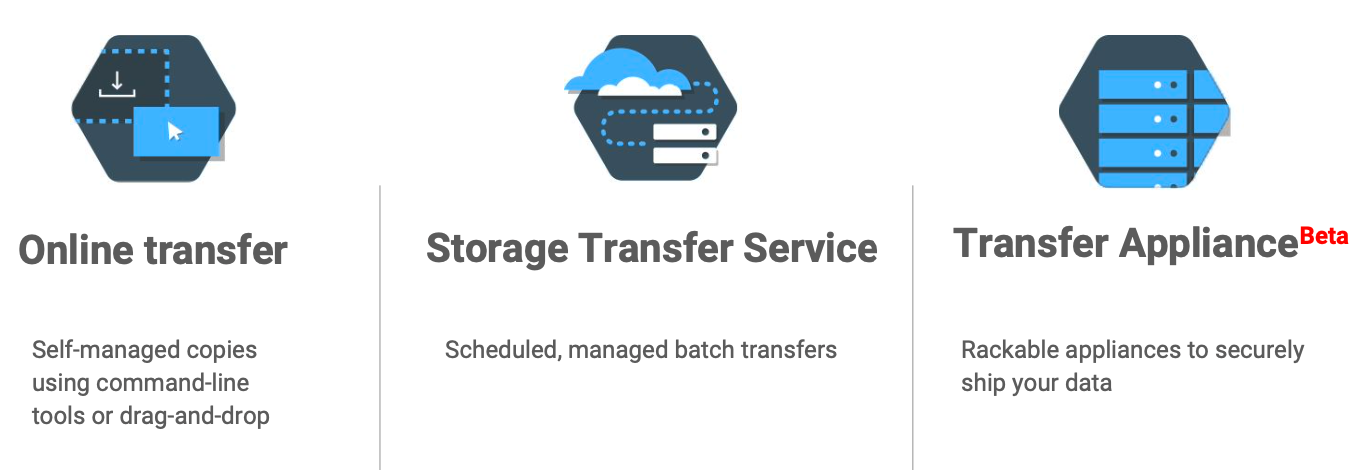 Online transfer
Self-managed copies
using command-line
tools or drag-and-drop
Storage Transfer Service
Scheduled, managed batch transfers
Transfer Appliance Beta
Rackable appliances to securely
ship your data